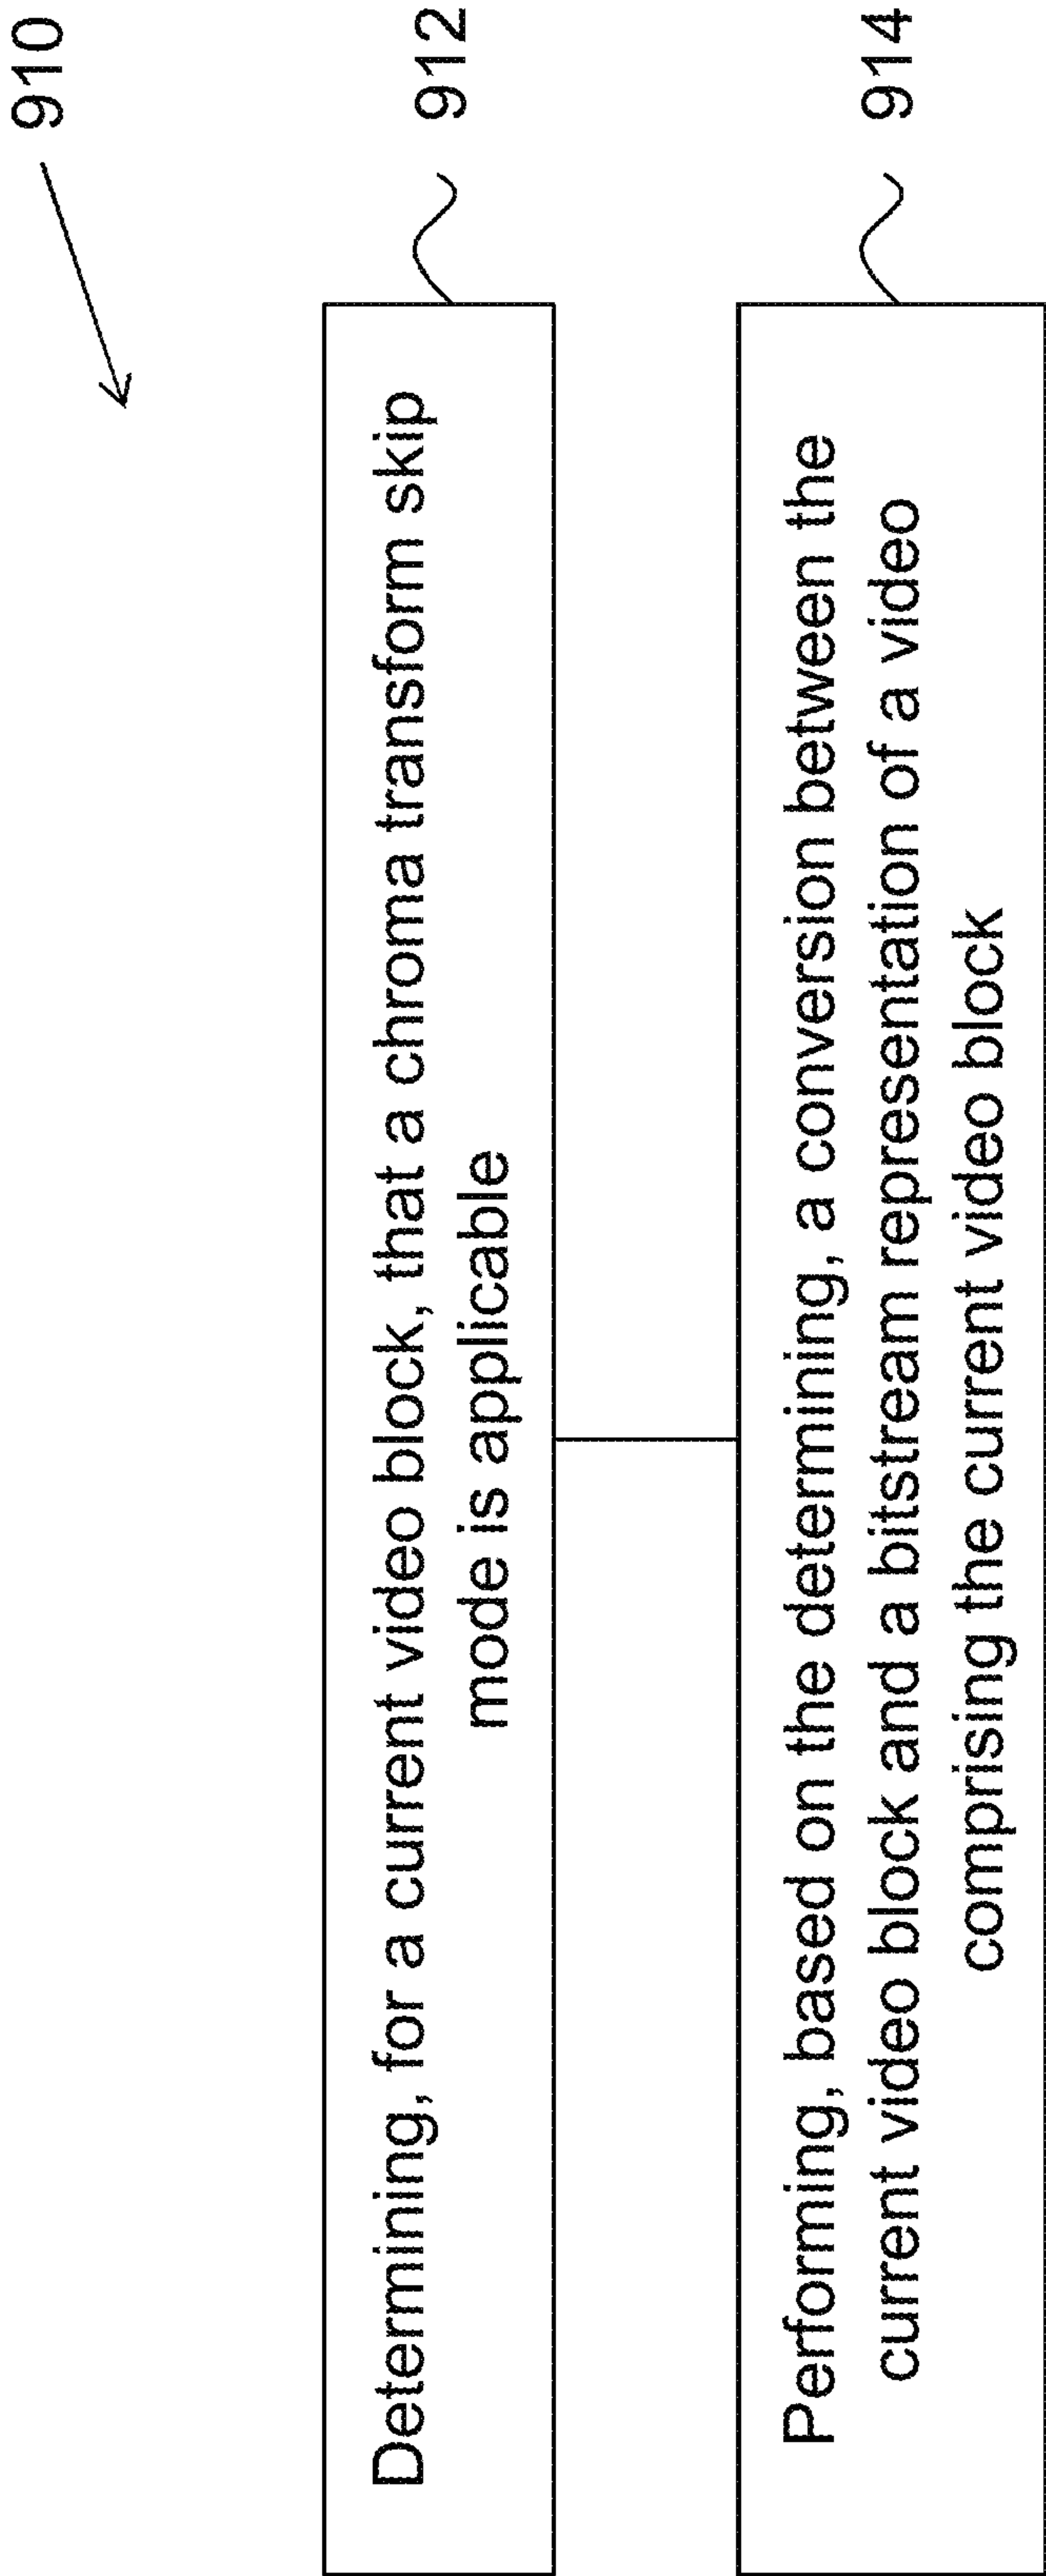 910
Determining, for a current video block, that a chroma transform skip
mode is applicable
912
Performing, based on the determining, a conversion between the
current video block and a bitstream representation of a video
comprising the current video block
914